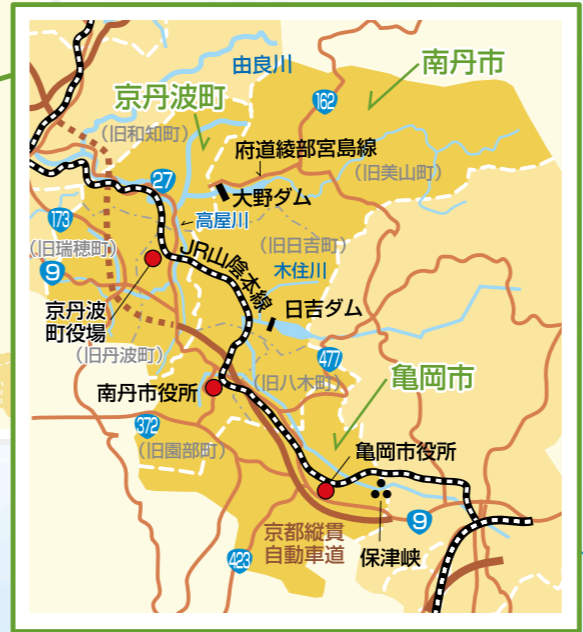 由良川
南丹市
京丹波町
162
(旧和知町)
府道綾部宮島線
(旧美山町)
27
大野ダム
173
高屋川
(旧瑞穂町)
(旧日吉町)
9
JR山陰本線
木住川
京丹波
町役場
日吉ダム
(旧丹波町)
477
南丹市役所
(旧八木町)
亀岡市
372
(旧園部町)
亀岡市役所
京都縦貫
自動車道
9
保津峡
423